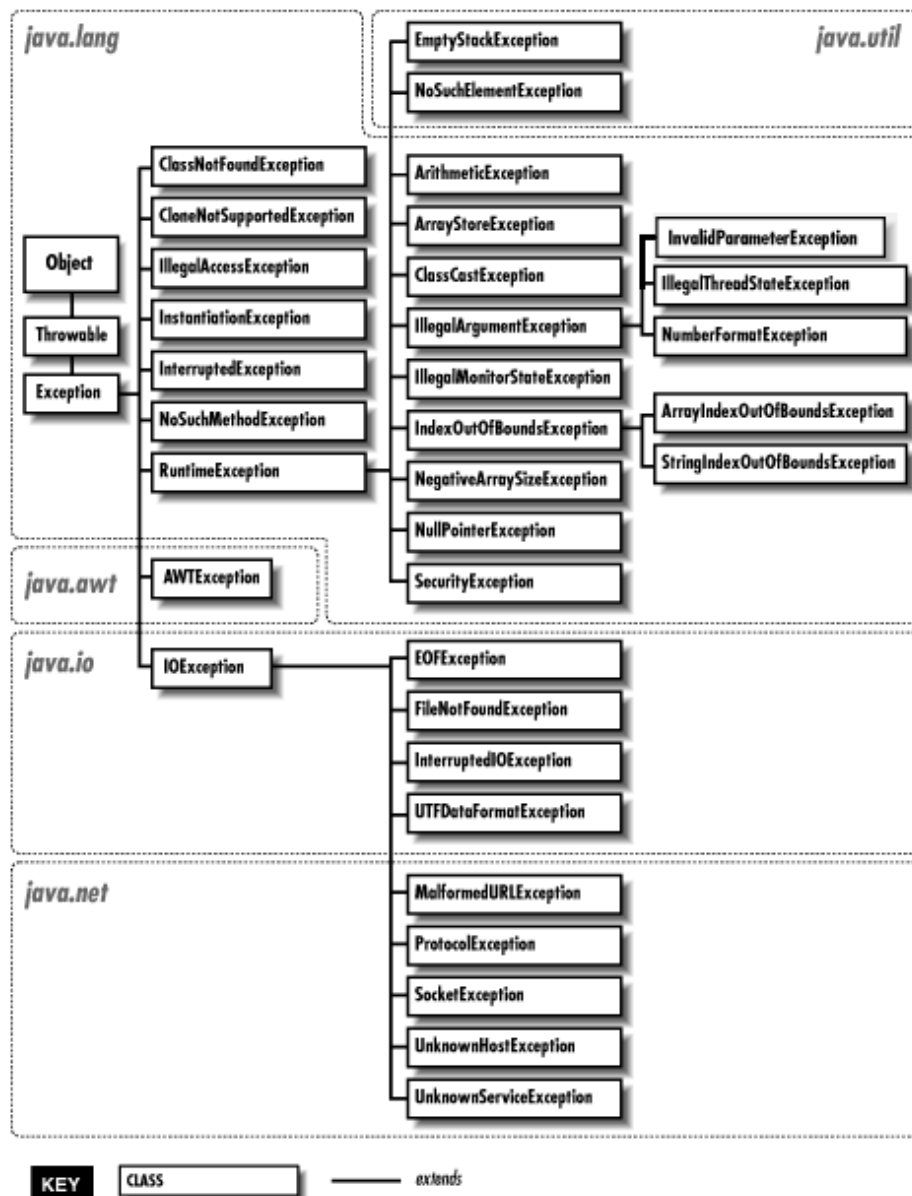 java.lang
java.util
EmptyStackException
NoSuchElementException
ClassNotFoundException
CloneNotSupportedException
IllegalAccessException
InstantiationException
InterruptedException
NoSuchMethodException
RuntimeException
Object
Throwable
Exception
ArithmeticException
ArrayStoreException
ClassCastException
IllegalArgumentException
IllegalMonitorStateException
IndexOutOfBoundsException
NegativeArraySizeException
NullPointerException
SecurityException
InvalidParameterException
IllegalThreadStateException
NumberFormatException
ArrayIndexOutOfBoundsException
StringIndexOutOfBoundsException
java.awt
AWTException
java.io
IOException
EOFException
FileNotFoundException
InterruptedIOException
UTFDataFormatException
java.net
MalformedURLException
ProtocolException
SocketException
UnknownHostException
UnknownServiceException
KEY
CLASS
extends